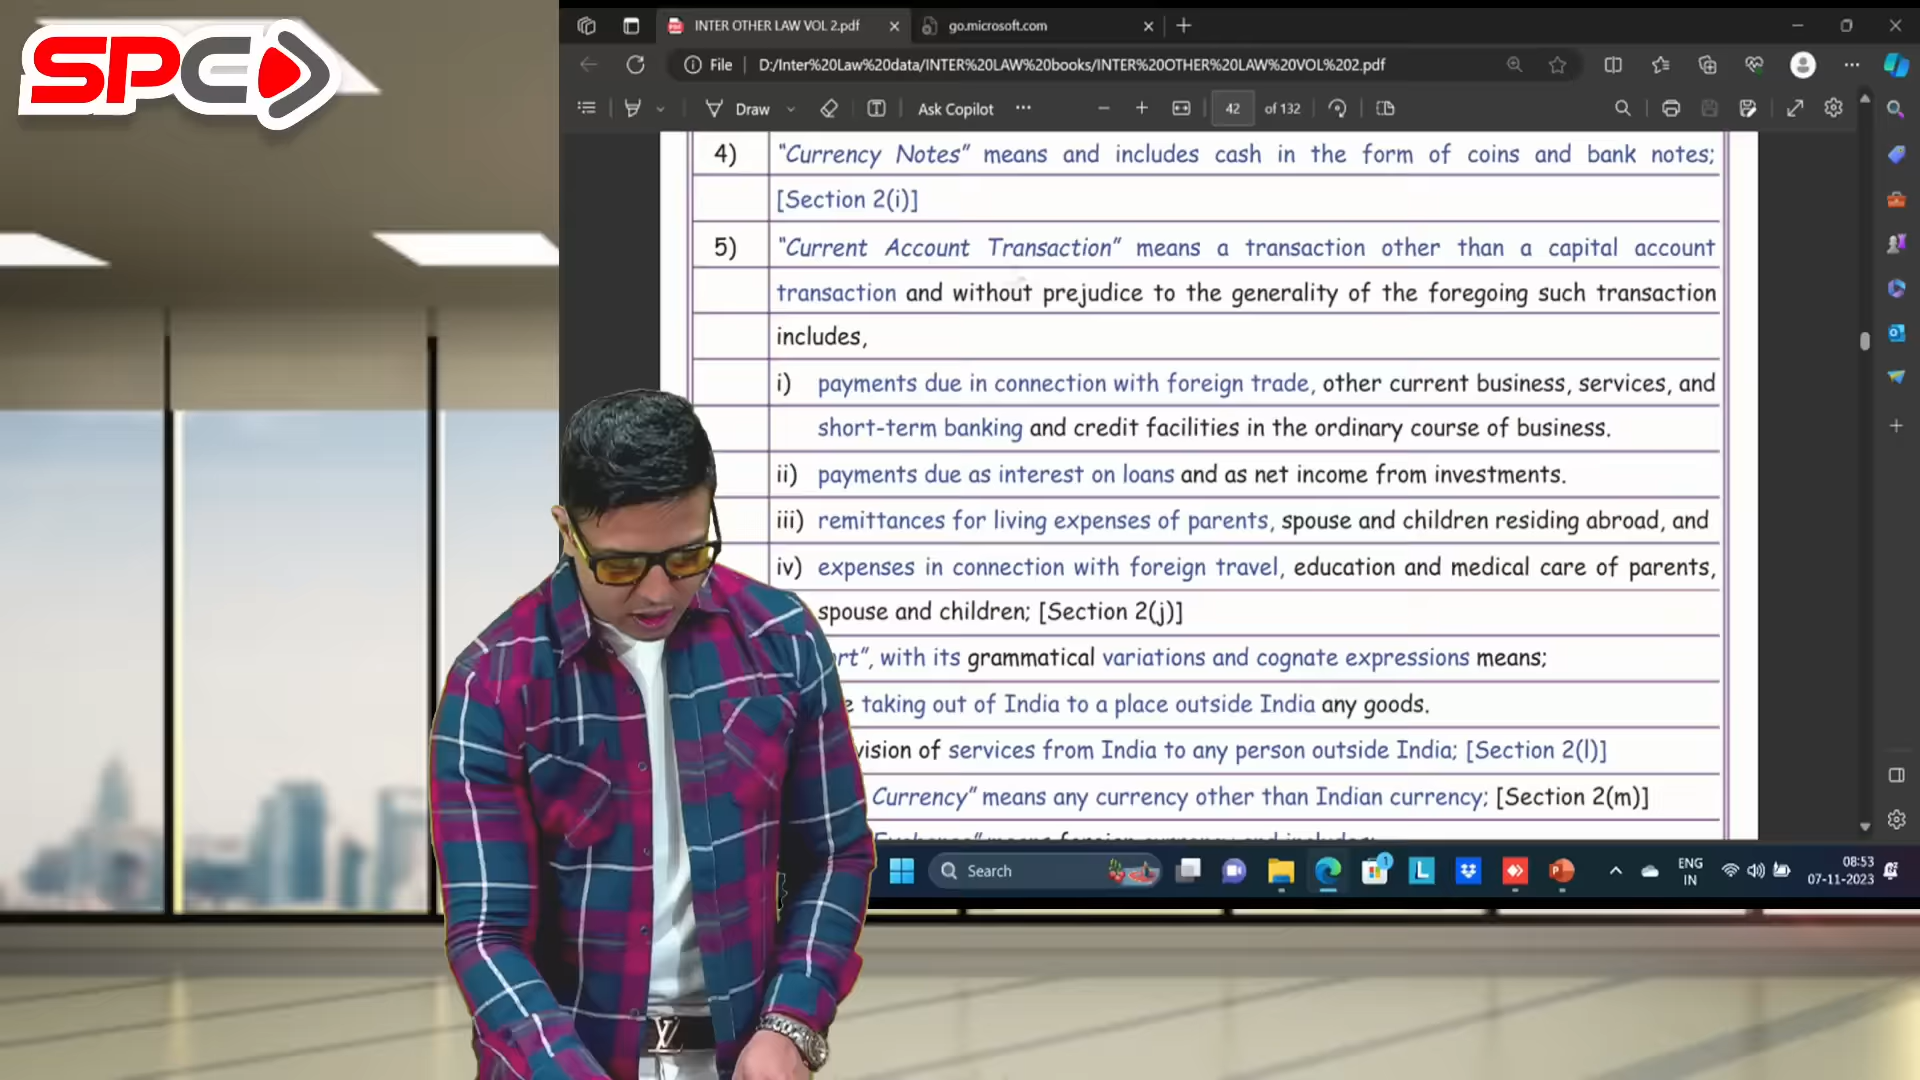 SPC
INTER OTHER LAW VOL 2.pdf
go.microsoft.com
File
D:/Inter%20Law%20data/INTER%20LAW%20books/INTER%20OTHER%20LAW%20VOL%202.pdf
Draw
Ask Copilot
42 of 132
4) "Currency Notes" means and includes cash in the form of coins and bank notes;
[Section 2(i)]
5) "Current Account Transaction" means a transaction other than a capital account
transaction and without prejudice to the generality of the foregoing such transaction
includes,
i) payments due in connection with foreign trade, other current business, services, and
short-term banking and credit facilities in the ordinary course of business.
ii) payments due as interest on loans and as net income from investments.
iii) remittances for living expenses of parents, spouse and children residing abroad, and
iv) expenses in connection with foreign travel, education and medical care of parents,
spouse and children; [Section 2(j)]
ort", with its grammatical variations and cognate expressions means;
e taking out of India to a place outside India any goods.
vision of services from India to any person outside India; [Section 2(l)]
Currency" means any currency other than Indian currency; [Section 2(m)]
Exchange" means foreign currency and includes:
Search
1
ENG
IN
08:53
07-11-2023
LV